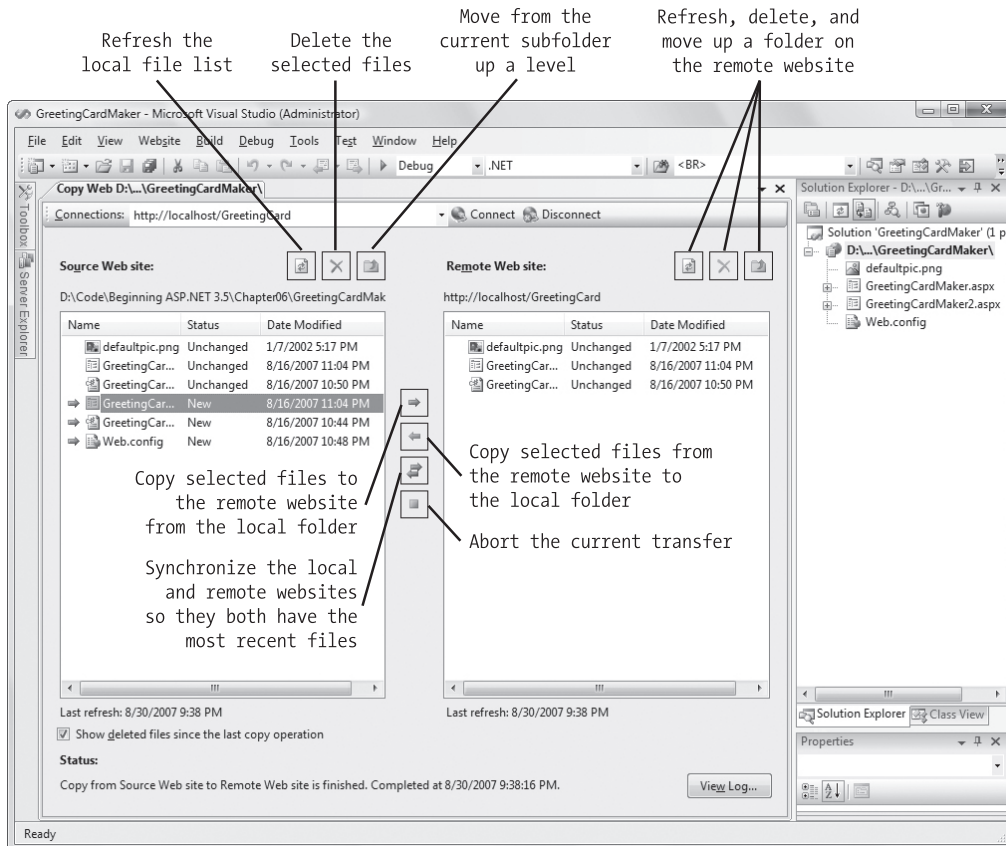 Refresh the
local file list
Delete the
selected files
Move from the
current subfolder
up a level
Refresh, delete, and
move up a folder on
the remote website
GreetingCardMaker - Microsoft Visual Studio (Administrator)
File Edit View Website Build Debug Tools Test Window Help
Debug .NET <BR>
Toolbox
Server Explorer
Copy Web D:\...\GreetingCardMaker\
Connections: http://localhost/GreetingCard Connect Disconnect
Source Web site:
D:\Code\Beginning ASP.NET 3.5\Chapter06\GreetingCardMak
Name Status Date Modified
defaultpic.png Unchanged 1/7/2002 5:17 PM
GreetingCar... Unchanged 8/16/2007 11:04 PM
GreetingCar... Unchanged 8/16/2007 10:50 PM
GreetingCar... New 8/16/2007 11:04 PM
GreetingCar... New 8/16/2007 10:44 PM
Web.config New 8/16/2007 10:48 PM
Copy selected files to
the remote website
from the local folder
Synchronize the local
and remote websites
so they both have the
most recent files
Last refresh: 8/30/2007 9:38 PM
Remote Web site:
http://localhost/GreetingCard
Name Status Date Modified
defaultpic.png Unchanged 1/7/2002 5:17 PM
GreetingCar... Unchanged 8/16/2007 11:04 PM
GreetingCar... Unchanged 8/16/2007 10:50 PM
Copy selected files from
the remote website to
the local folder
Abort the current transfer
Last refresh: 8/30/2007 9:38 PM
Show deleted files since the last copy operation
Status:
Copy from Source Web site to Remote Web site is finished. Completed at 8/30/2007 9:38:16 PM.
View Log...
Solution Explorer - D:\...\Gr...
Solution 'GreetingCardMaker' (1 p
D:\...\GreetingCardMaker\
defaultpic.png
GreetingCardMaker.aspx
GreetingCardMaker2.aspx
Web.config
Solution Explorer Class View
Properties
Ready